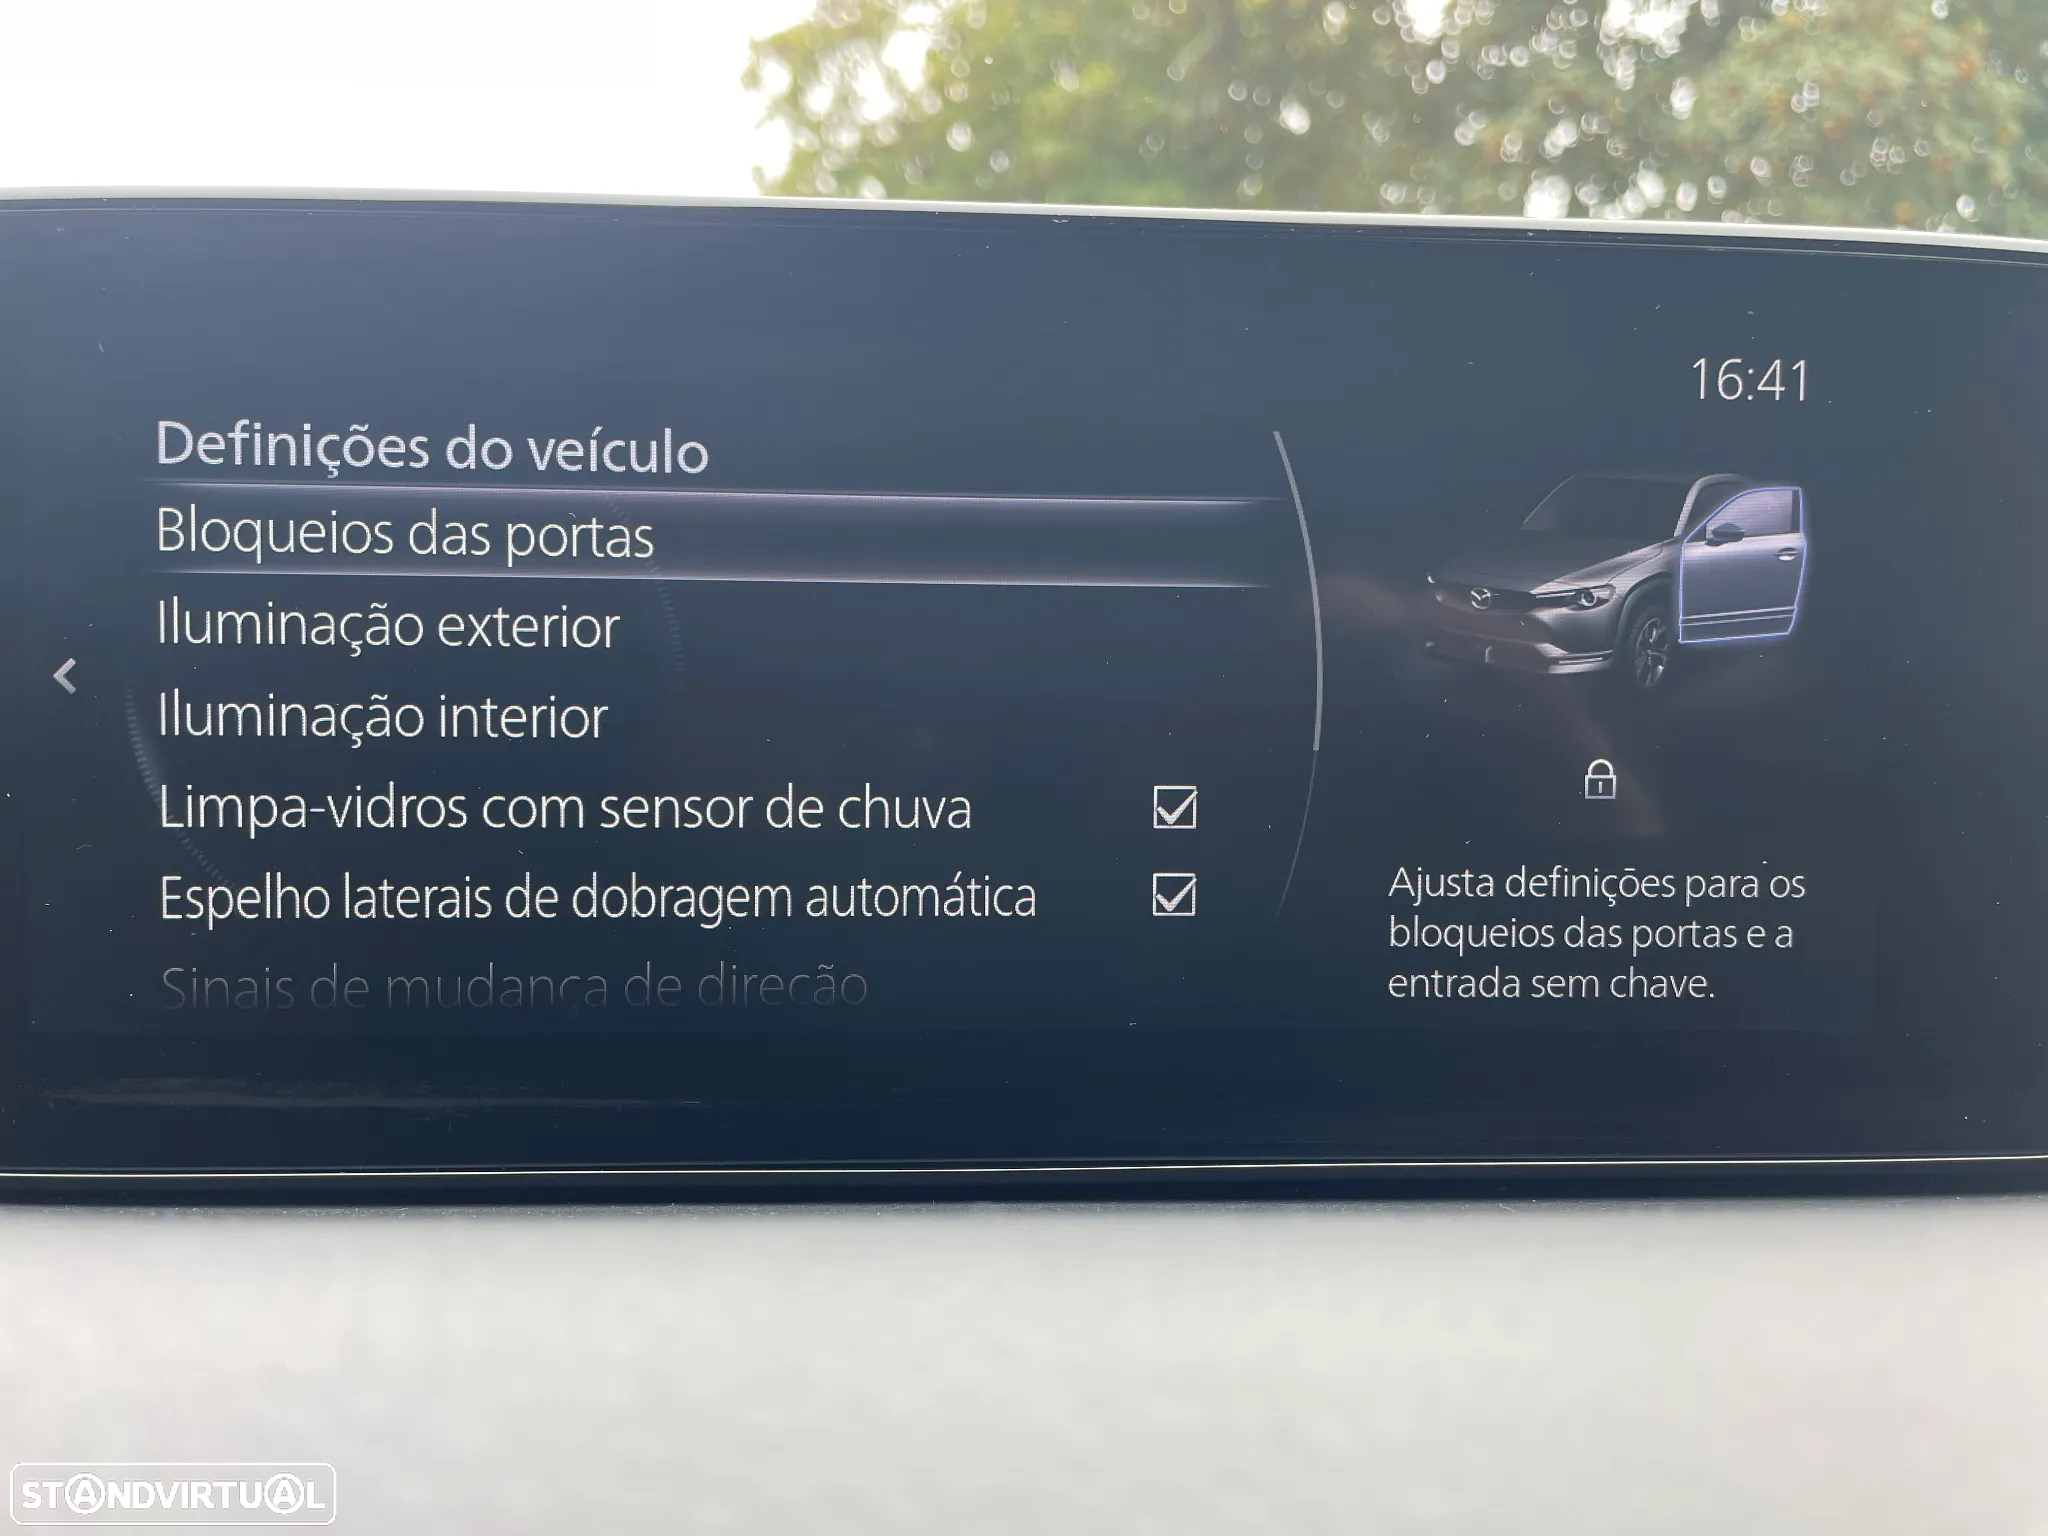 16:41
Definições do veículo
Bloqueios das portas
Iluminação exterior
Iluminação interior
Limpa-vidros com sensor de chuva
Espelho laterais de dobragem automática
Sinais de mudança de direção
Ajusta definições para os
bloqueios das portas e a
entrada sem chave.
STANDVIRTUAL